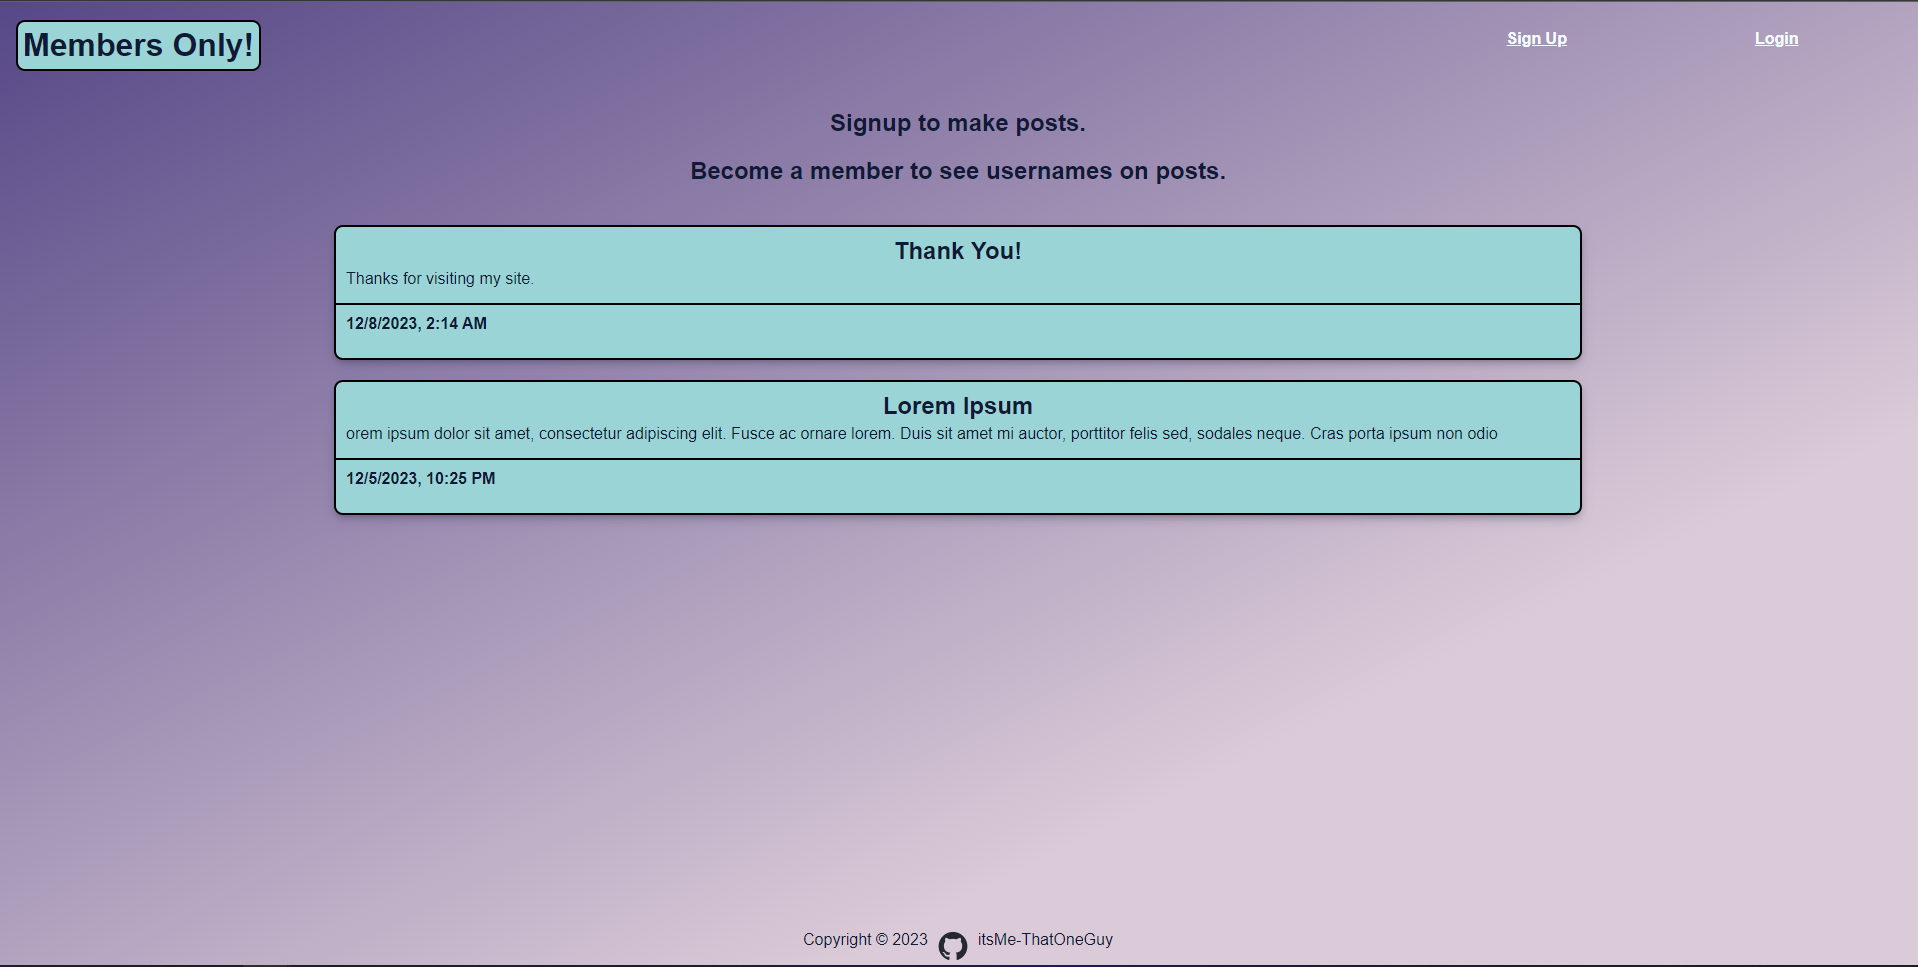 Members Only!
Sign Up
Login
Signup to make posts.
Become a member to see usernames on posts.
Thank You!
Thanks for visiting my site.
12/8/2023, 2:14 AM
Lorem Ipsum
orem ipsum dolor sit amet, consectetur adipiscing elit. Fusce ac ornare lorem. Duis sit amet mi auctor, porttitor felis sed, sodales neque. Cras porta ipsum non odio
12/5/2023, 10:25 PM
Copyright © 2023 itsMe-ThatOneGuy